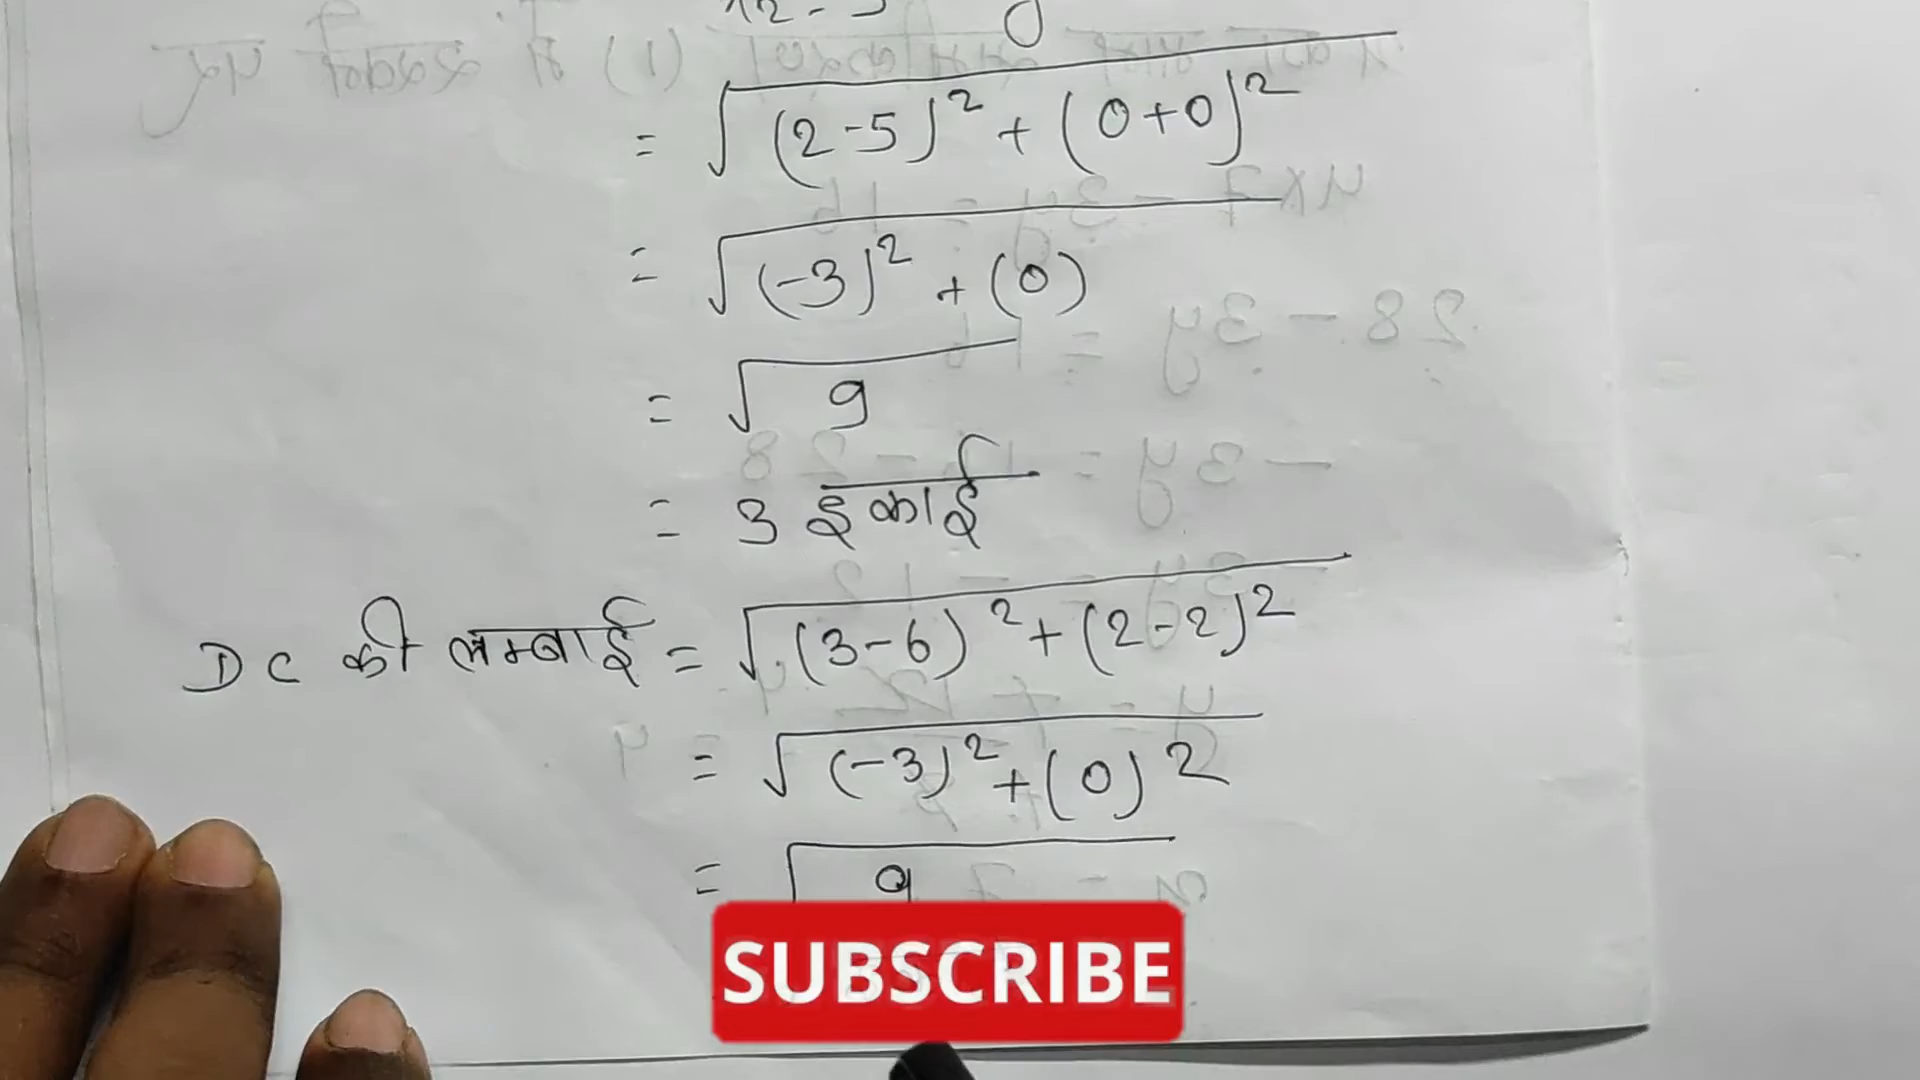 = √(2-5)² + (0+0)²
= √(-3)² + (0)
= √9
= 3 इकाई
DC की लम्बाई = √(3-6)² + (2-2)²
= √(-3)² + (0)²
= √9
SUBSCRIBE